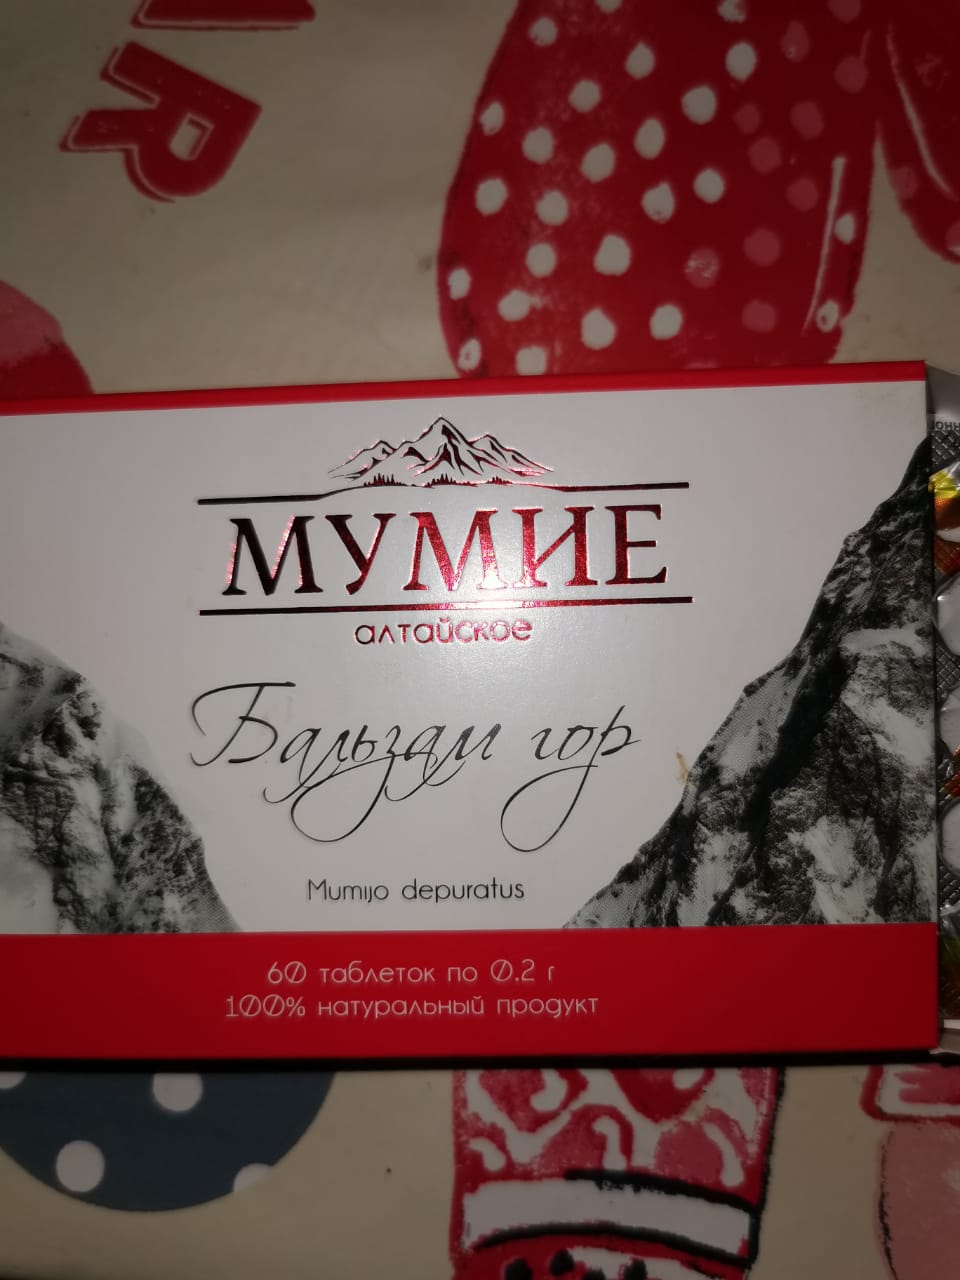 МУМИЕ
алтайское
Бальзам гор
Mumijo depuratus
60 таблеток по 0.2 г
100% натуральный продукт